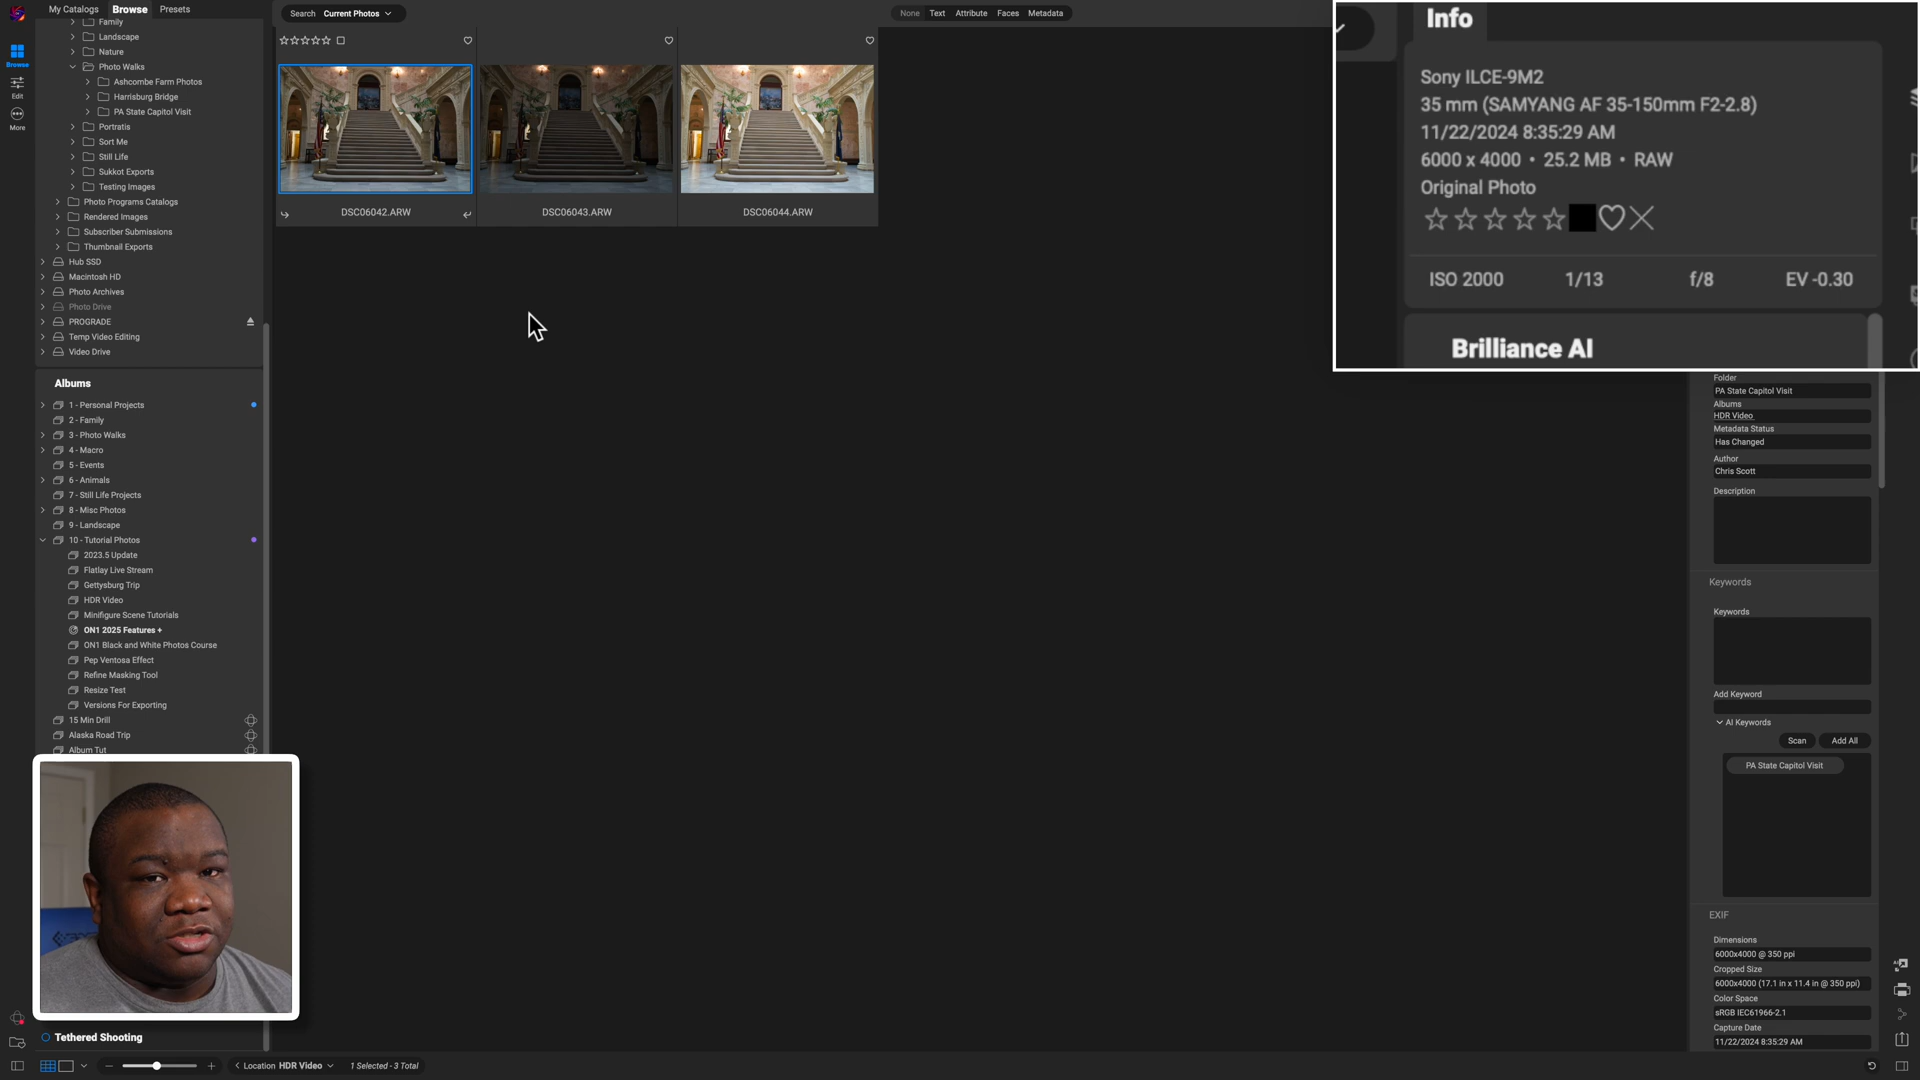 My Catalogs
Browse
Presets
Search Current Photos
None Text Attribute Faces Metadata
Browse
Edit
More
Family
Landscape
Nature
Photo Walks
Ashcombe Farm Photos
Harrisburg Bridge
PA State Capitol Visit
Portratis
Sort Me
Still Life
Sukkot Exports
Testing Images
Photo Programs Catalogs
Rendered Images
Subscriber Submissions
Thumbnail Exports
Hub SSD
Macintosh HD
Photo Archives
Photo Drive
PROGRADE
Temp Video Editing
Video Drive
Albums
1 - Personal Projects
2 - Family
3 - Photo Walks
4 - Macro
5 - Events
6 - Animals
7 - Still Life Projects
8 - Misc Photos
9 - Landscape
10 - Tutorial Photos
2023.5 Update
Flatlay Live Stream
Gettysburg Trip
HDR Video
Minifigure Scene Tutorials
ON1 2025 Features +
ON1 Black and White Photos Course
Pep Ventosa Effect
Refine Masking Tool
Resize Test
Versions For Exporting
15 Min Drill
Alaska Road Trip
Album Tut
Tethered Shooting
DSC06042.ARW
DSC06043.ARW
DSC06044.ARW
Location HDR Video
1 Selected - 3 Total
Info
Sony ILCE-9M2
35 mm (SAMYANG AF 35-150mm F2-2.8)
11/22/2024 8:35:29 AM
6000 x 4000 • 25.2 MB • RAW
Original Photo
ISO 2000 1/13 f/8 EV -0.30
Brilliance AI
Folder
PA State Capitol Visit
Albums
HDR Video
Metadata Status
Has Changed
Author
Chris Scott
Description
Keywords
Keywords
Add Keyword
AI Keywords
Scan Add All
PA State Capitol Visit
EXIF
Dimensions
6000x4000 @ 350 ppi
Cropped Size
6000x4000 (17.1 in x 11.4 in @ 350 ppi)
Color Space
sRGB IEC61966-2.1
Capture Date
11/22/2024 8:35:29 AM